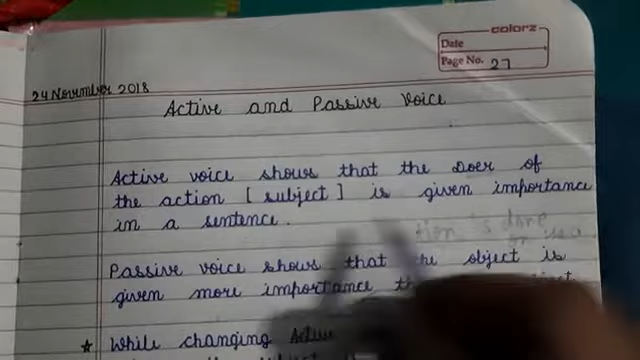 colorz
Date
Page No. 27
24 November 2018
Active and Passive Voice
Active voice shows that the Doer of
the action [ subject ] is given importance
in a sentence.
Passive voice shows that the object is
given more importance
★ While changing Active